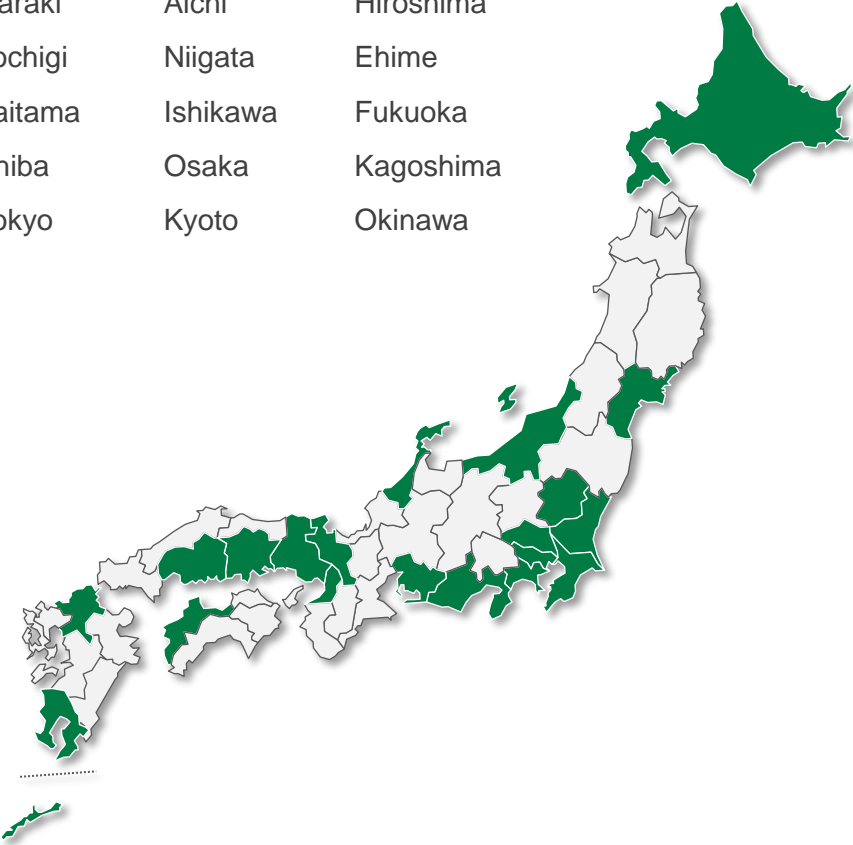 araki Aichi Hiroshima
ochigi Niigata Ehime
aitama Ishikawa Fukuoka
hiba Osaka Kagoshima
okyo Kyoto Okinawa